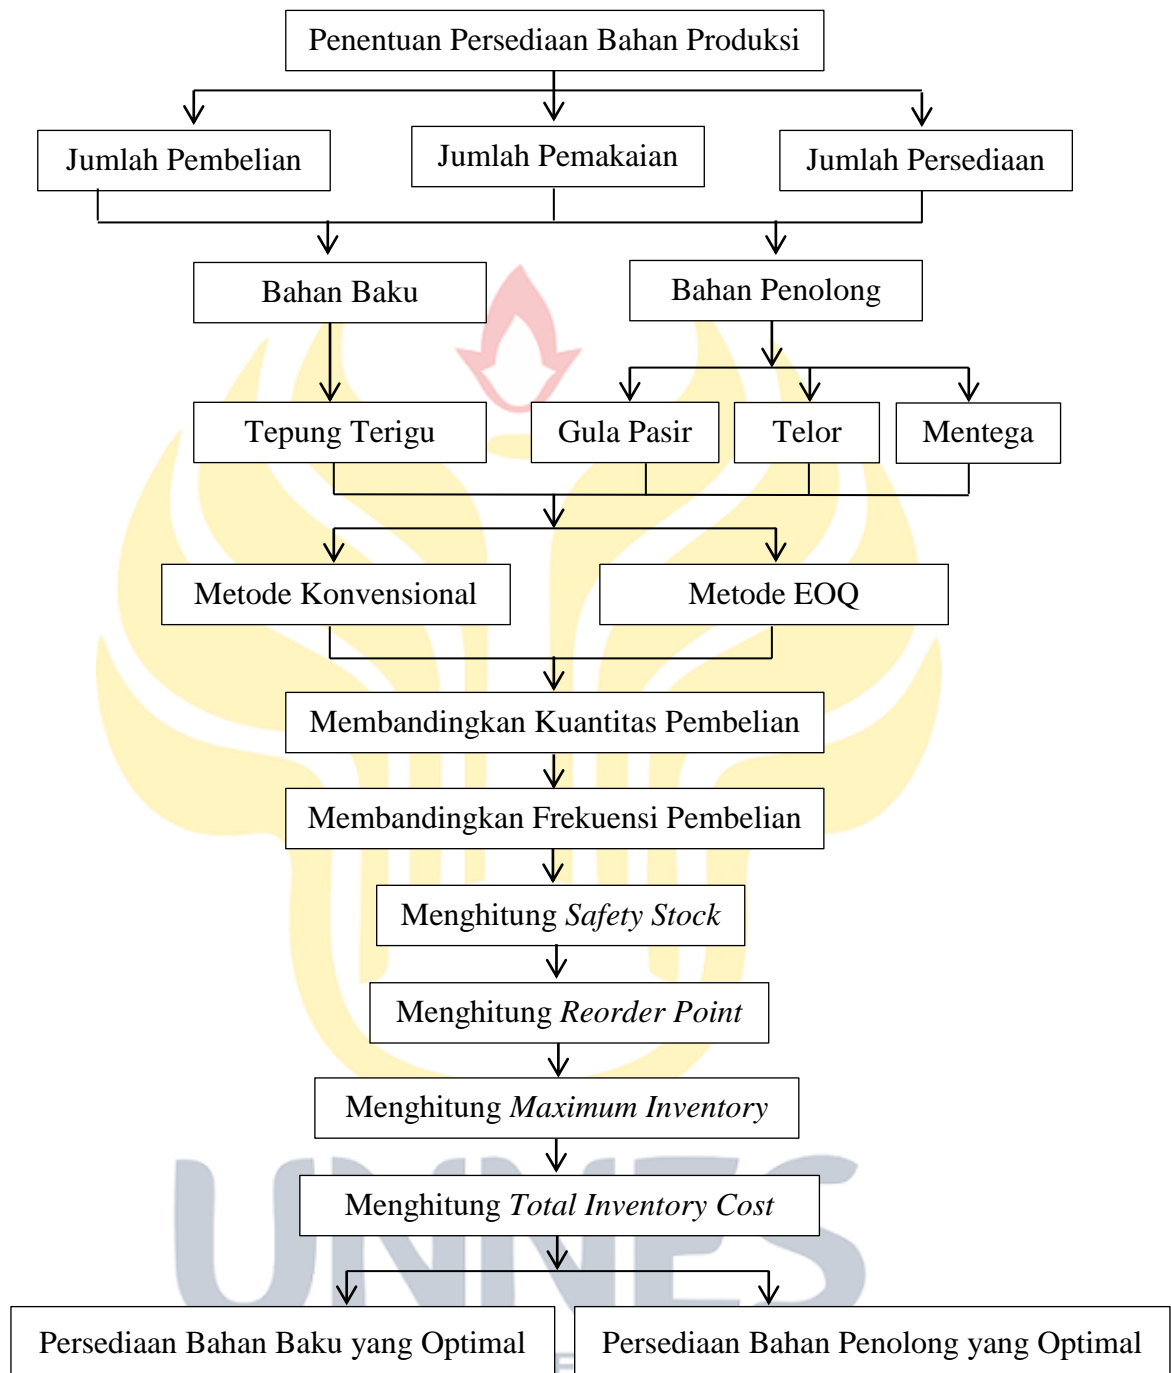 Penentuan Persediaan Bahan Produksi
Jumlah Pembelian
Jumlah Pemakaian
Jumlah Persediaan
Bahan Baku
Bahan Penolong
Tepung Terigu
Gula Pasir
Telor
Mentega
Metode Konvensional
Metode EOQ
Membandingkan Kuantitas Pembelian
Membandingkan Frekuensi Pembelian
Menghitung Safety Stock
Menghitung Reorder Point
Menghitung Maximum Inventory
Menghitung Total Inventory Cost
UNNES
Persediaan Bahan Baku yang Optimal
Persediaan Bahan Penolong yang Optimal